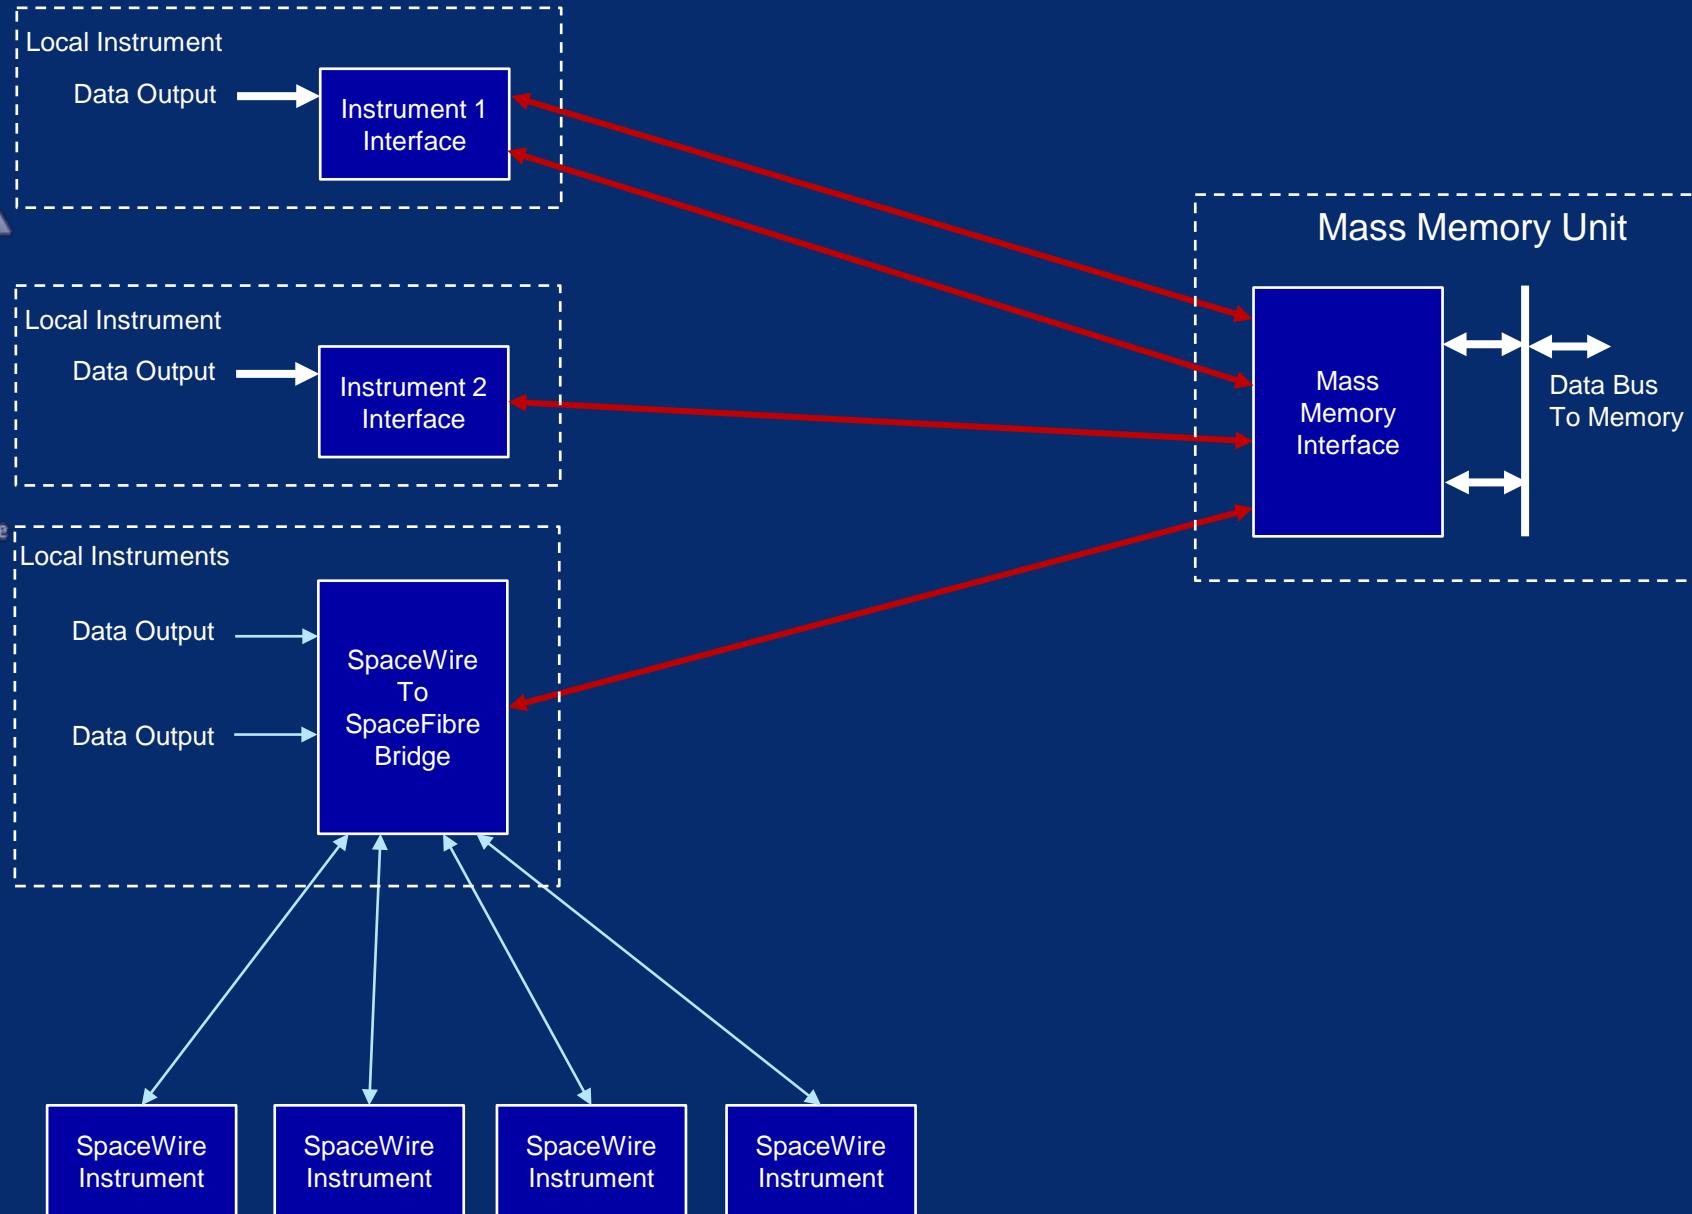 Local Instrument
Data Output
Instrument 1
Interface
Mass Memory Unit
Local Instrument
Data Output
Instrument 2
Interface
Mass
Memory
Interface
Data Bus
To Memory
Local Instruments
Data Output
Data Output
SpaceWire
To
SpaceFibre
Bridge
SpaceWire
Instrument
SpaceWire
Instrument
SpaceWire
Instrument
SpaceWire
Instrument